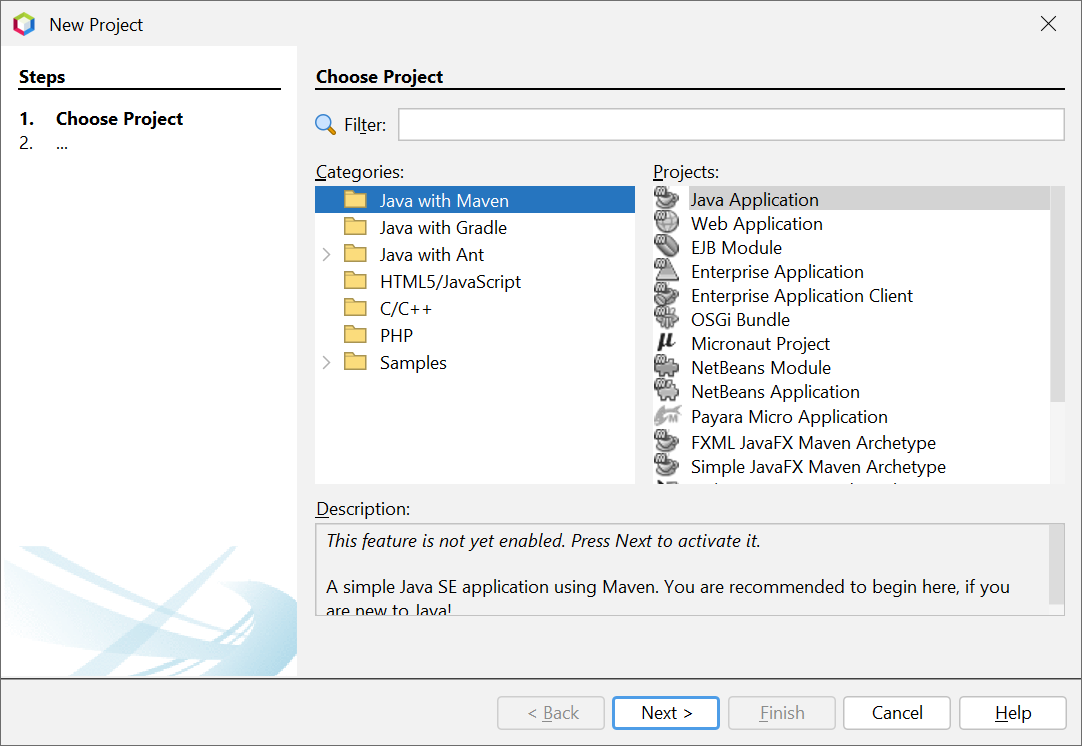 New Project
Steps
1. Choose Project
2. ...
Choose Project
Filter:
Categories:
Java with Maven
Java with Gradle
Java with Ant
HTML5/JavaScript
C/C++
PHP
Samples
Projects:
Java Application
Web Application
EJB Module
Enterprise Application
Enterprise Application Client
OSGi Bundle
Micronaut Project
NetBeans Module
NetBeans Application
Payara Micro Application
FXML JavaFX Maven Archetype
Simple JavaFX Maven Archetype
Description:
This feature is not yet enabled. Press Next to activate it.
A simple Java SE application using Maven. You are recommended to begin here, if you
are new to Java!
< Back
Next >
Finish
Cancel
Help